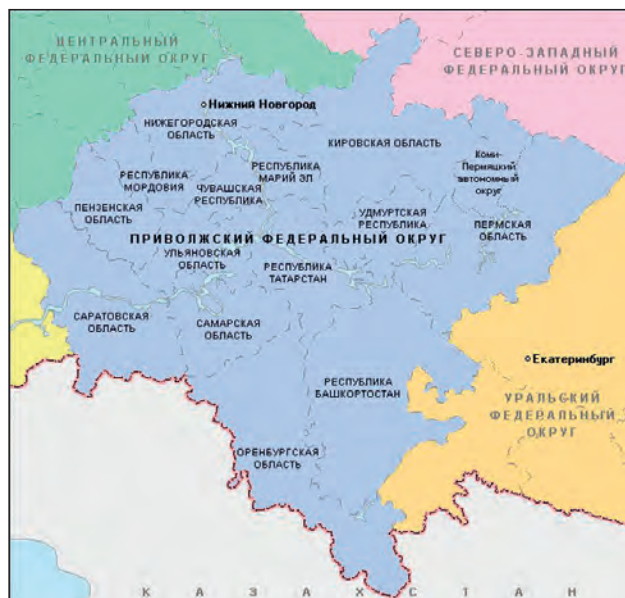 ЦЕНТРАЛЬНЫЙ
ФЕДЕРАЛЬНЫЙ ОКРУГ
СЕВЕРО-ЗАПАДНЫЙ
ФЕДЕРАЛЬНЫЙ ОКРУГ
Нижний Новгород
НИЖЕГОРОДСКАЯ
ОБЛАСТЬ
КИРОВСКАЯ ОБЛАСТЬ
Коми-
Пермяцкий
автономный
округ
РЕСПУБЛИКА
МАРИЙ ЭЛ
РЕСПУБЛИКА
МОРДОВИЯ
ЧУВАШСКАЯ
РЕСПУБЛИКА
ПЕНЗЕНСКАЯ
ОБЛАСТЬ
УДМУРТСКАЯ
РЕСПУБЛИКА
ПЕРМСКАЯ
ОБЛАСТЬ
ПРИВОЛЖСКИЙ ФЕДЕРАЛЬНЫЙ ОКРУГ
УЛЬЯНОВСКАЯ
ОБЛАСТЬ
РЕСПУБЛИКА
ТАТАРСТАН
САРАТОВСКАЯ
ОБЛАСТЬ
САМАРСКАЯ
ОБЛАСТЬ
Екатеринбург
РЕСПУБЛИКА
БАШКОРТОСТАН
УРАЛЬСКИЙ
ФЕДЕРАЛЬНЫЙ
ОКРУГ
ОРЕНБУРГСКАЯ
ОБЛАСТЬ
КАЗАХСТАН